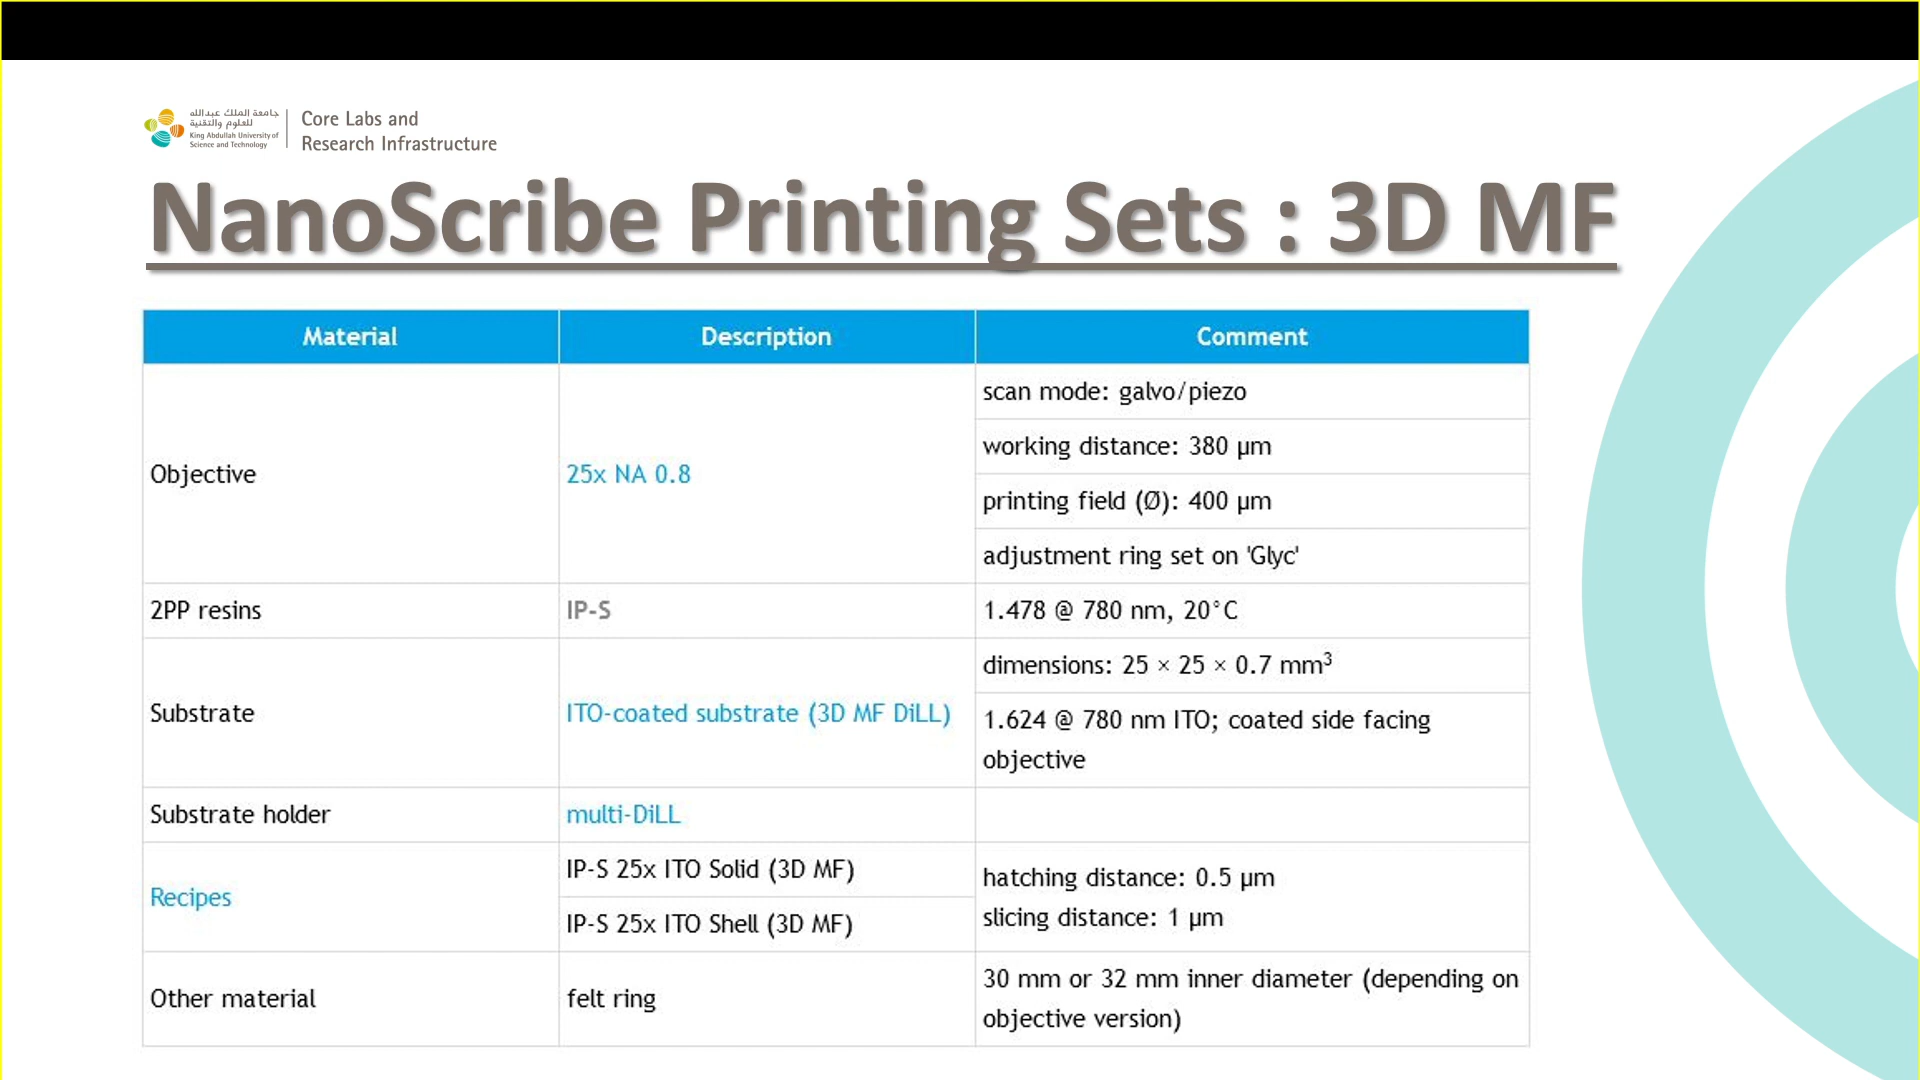 جامعة الملك عبدالله
للعلوم والتقنية
King Abdullah University of
Science and Technology
Core Labs and
Research Infrastructure
NanoScribe Printing Sets : 3D MF
Material Description Comment
Objective 25x NA 0.8
scan mode: galvo/piezo
working distance: 380 µm
printing field (Ø): 400 µm
adjustment ring set on 'Glyc'
2PP resins IP-S 1.478 @ 780 nm, 20°C
Substrate ITO-coated substrate (3D MF DiLL)
dimensions: 25 × 25 × 0.7 mm³
1.624 @ 780 nm ITO; coated side facing
objective
Substrate holder multi-DiLL
Recipes
IP-S 25x ITO Solid (3D MF)
IP-S 25x ITO Shell (3D MF)
hatching distance: 0.5 µm
slicing distance: 1 µm
Other material felt ring
30 mm or 32 mm inner diameter (depending on
objective version)